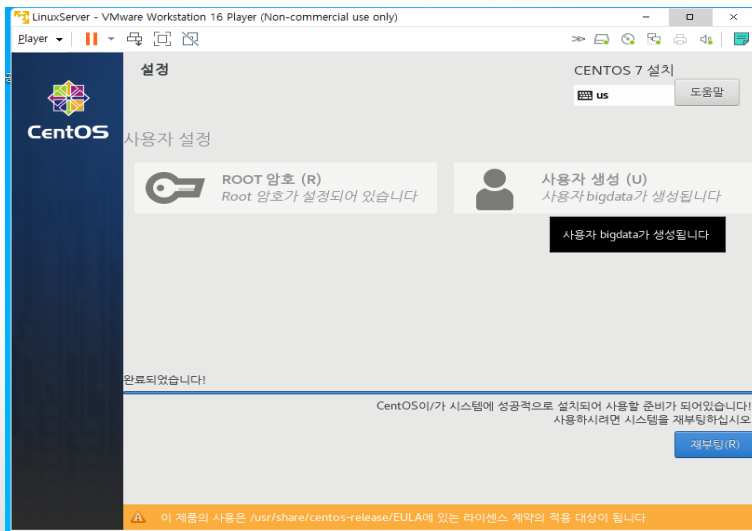 LinuxServer - VMware Workstation 16 Player (Non-commercial use only)
Player
설정
CENTOS 7 설치
us
도움말
CentOS
사용자 설정
ROOT 암호 (R)
Root 암호가 설정되어 있습니다
사용자 생성 (U)
사용자 bigdata가 생성됩니다
사용자 bigdata가 생성됩니다
완료되었습니다!
CentOS이/가 시스템에 성공적으로 설치되어 사용할 준비가 되어있습니다!
사용하시려면 시스템을 재부팅하십시오
재부팅(R)
이 제품의 사용은 /usr/share/centos-release/EULA에 있는 라이센스 계약의 적용 대상이 됩니다